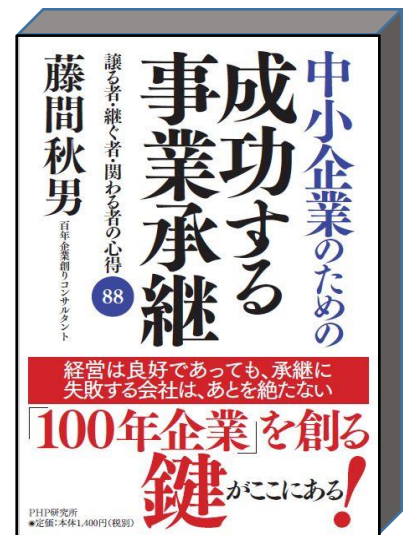 中小企業のための
成功する
事業承継
譲る者・継ぐ者・関わる者の心得
88
藤間秋男
百年企業創りコンサルタント
経営は良好であっても、承継に
失敗する会社は、あとを絶たない
「100年企業」を創る
鍵がここにある!
PHP研究所
●定価:本体1,400円(税別)